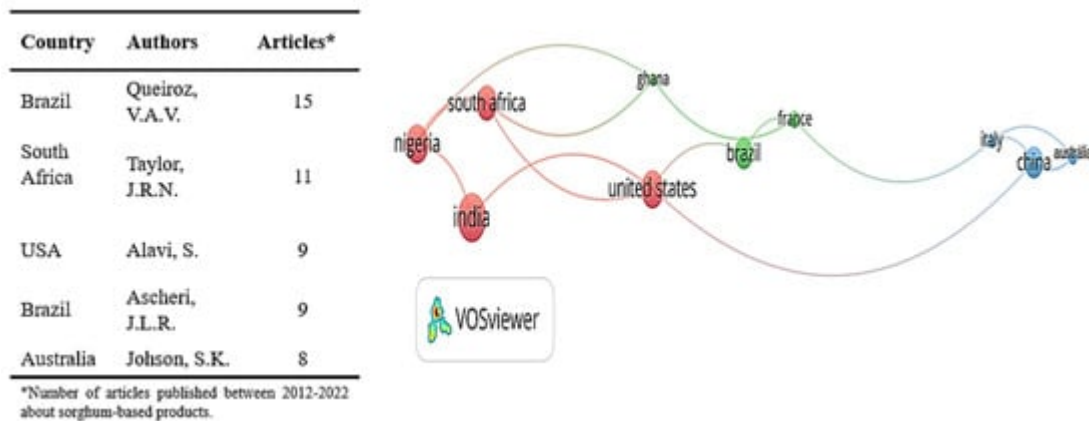 Country Authors Articles*
Brazil Queiroz, V.A.V. 15
South Africa Taylor, J.R.N. 11
USA Alavi, S. 9
Brazil Ascheri, J.L.R. 9
Australia Johson, S.K. 8
*Number of articles published between 2012-2022
about sorghum-based products.
ghana
south africa
france
nigeria
italy
brazil
australia
china
united states
india
VOSviewer